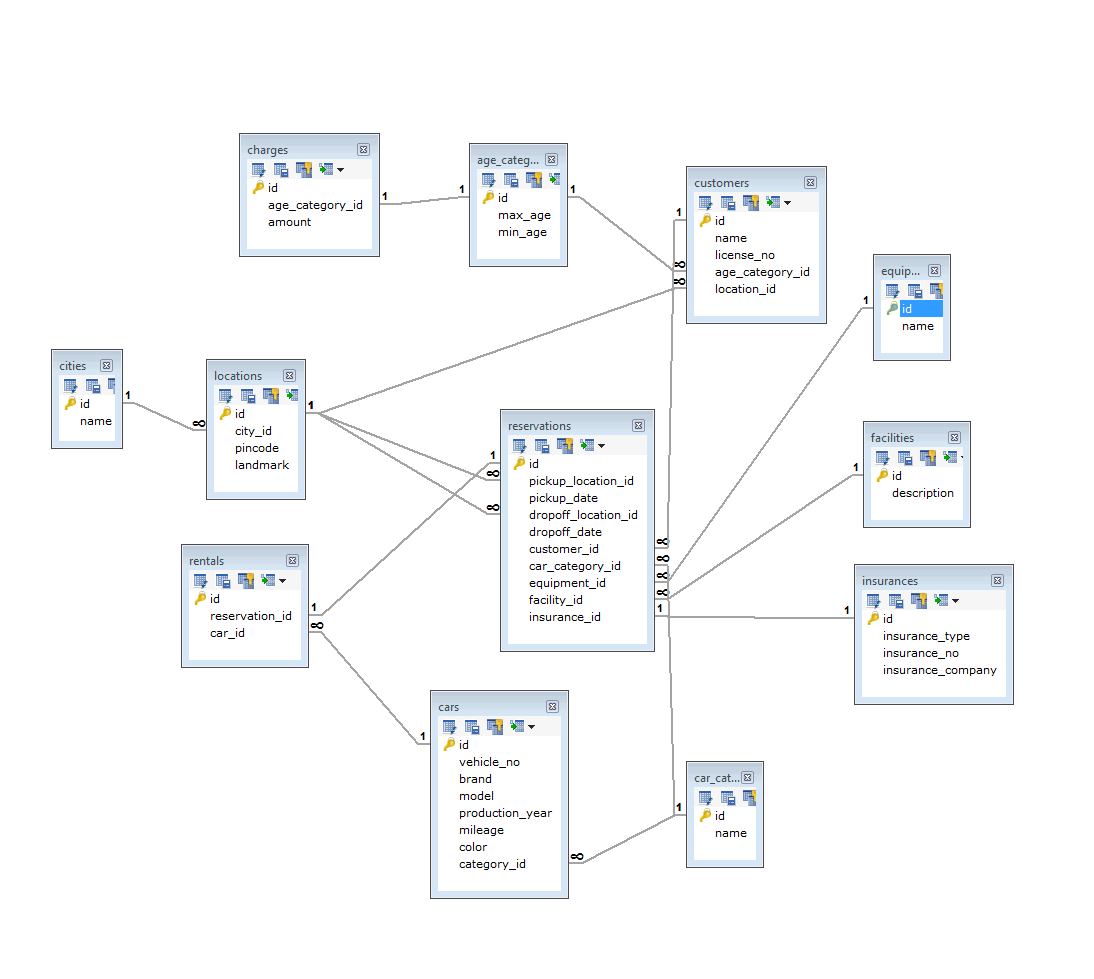 charges
id
age_category_id
amount
age_categ...
id
max_age
min_age
customers
id
name
license_no
age_category_id
location_id
equip...
id
name
cities
id
name
locations
id
city_id
pincode
landmark
reservations
id
pickup_location_id
pickup_date
dropoff_location_id
dropoff_date
customer_id
car_category_id
equipment_id
facility_id
insurance_id
facilities
id
description
rentals
id
reservation_id
car_id
insurances
id
insurance_type
insurance_no
insurance_company
cars
id
vehicle_no
brand
model
production_year
mileage
color
category_id
car_cat...
id
name
1
1
1
∞
1
∞
1
1
∞
1
∞
∞
1
1
∞
1
∞
∞
∞
∞
1
1
1
1
∞
1